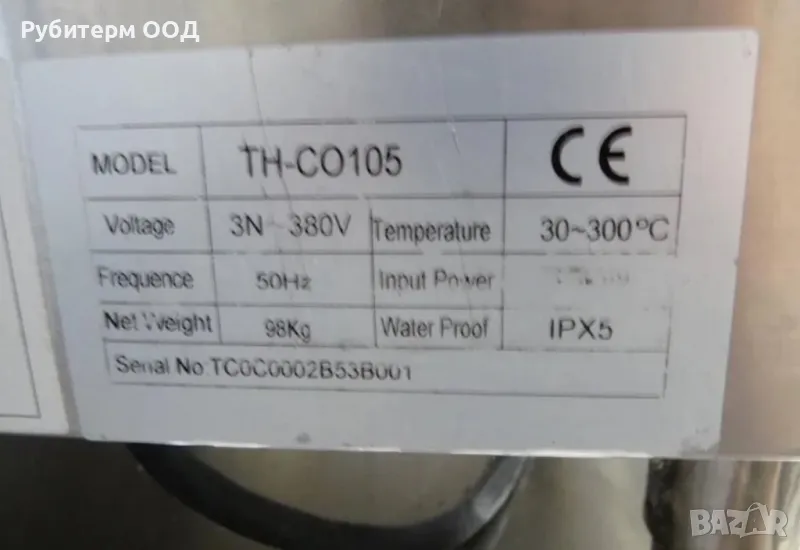 Рубитерм ООД
MODEL TH-CO105 CE
Voltage 3N~380V Temperature 30~300°C
Frequence 50Hz Input Power
Net Weight 98Kg Water Proof IPX5
Serial No TC0C0002B53B001
BAZAR